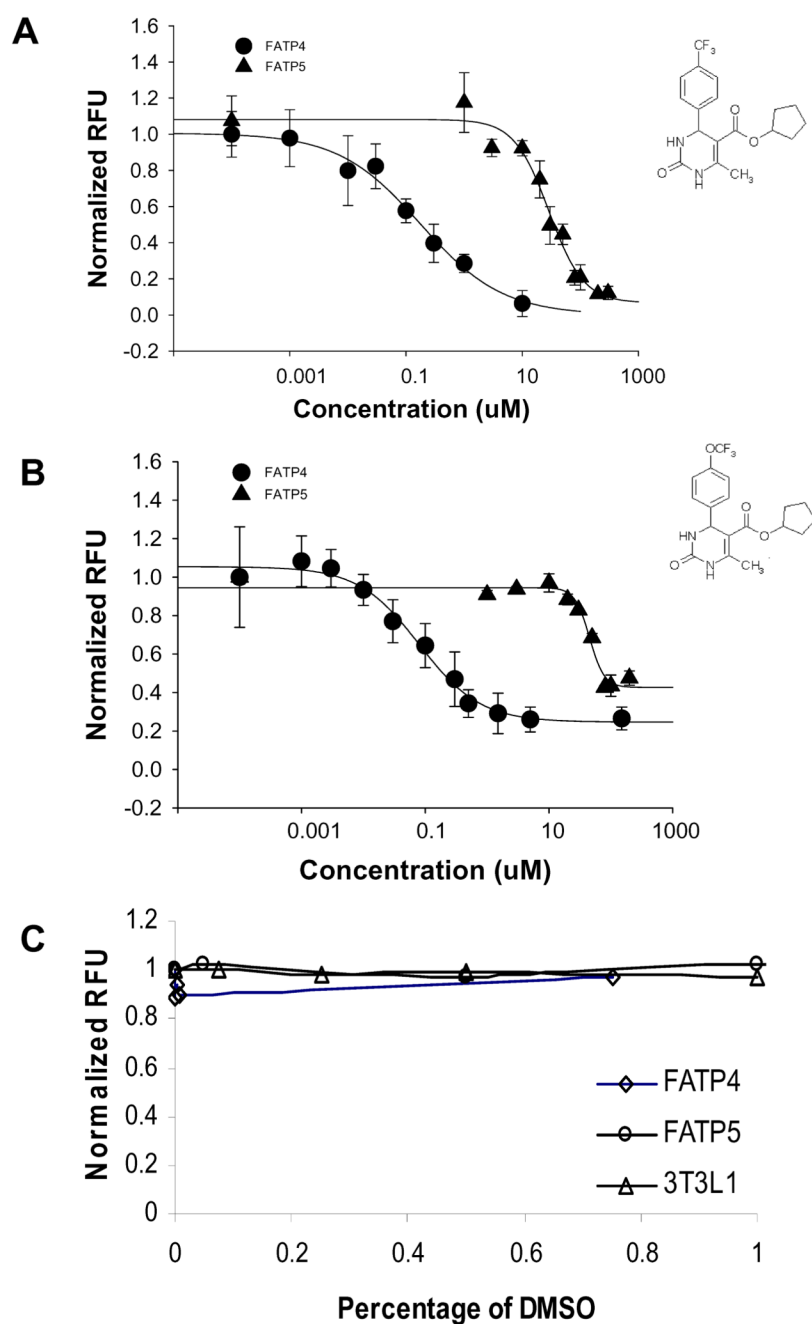 A
1.6
1.4
1.2
1.0
0.8
0.6
0.4
0.2
0.0
-0.2
Normalized RFU
FATP4
FATP5
0.001
0.1
10
1000
Concentration (uM)
CF3
O
O
HN
O
N
H
CH3
B
1.6
1.4
1.2
1.0
0.8
0.6
0.4
0.2
0.0
-0.2
Normalized RFU
FATP4
FATP5
0.001
0.1
10
1000
Concentration (uM)
OCF3
O
O
HN
O
N
H
CH3
C
1.2
1
0.8
0.6
0.4
0.2
0
Normalized RFU
FATP4
FATP5
3T3L1
0
0.2
0.4
0.6
0.8
1
Percentage of DMSO